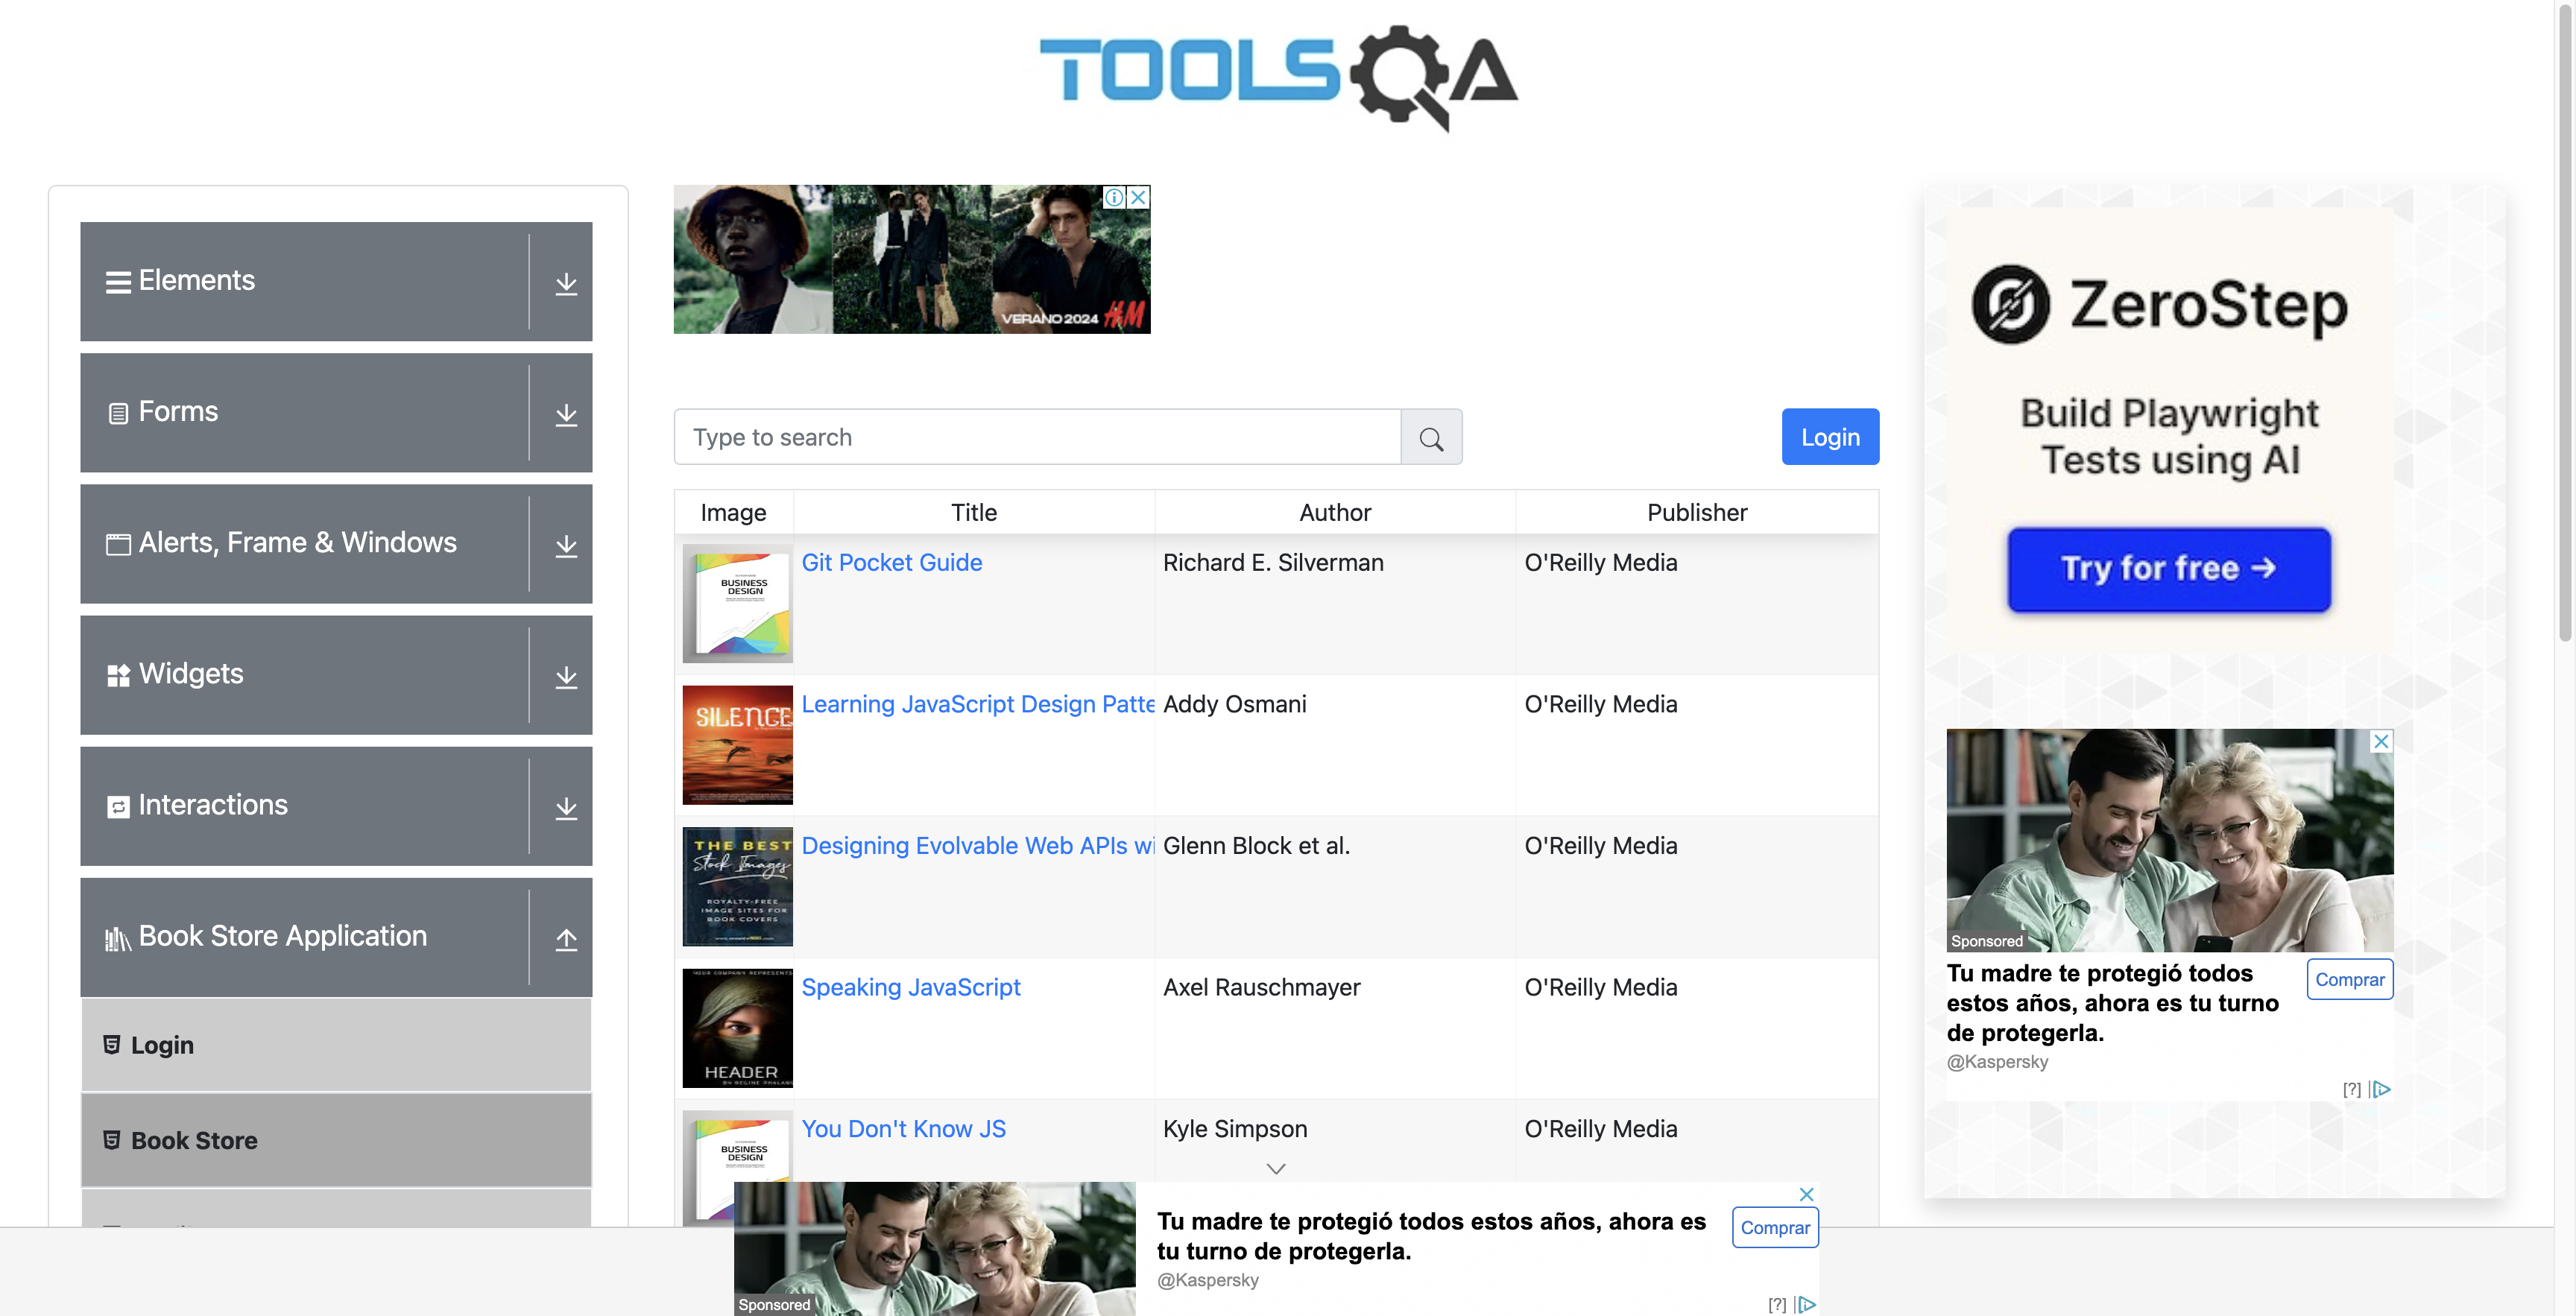 TOOLSQA
Elements
Forms
Alerts, Frame & Windows
Widgets
Interactions
Book Store Application
Login
Book Store
VERANO 2024 H&M
Type to search
Login
Image Title Author Publisher
BUSINESS
DESIGN
Git Pocket Guide Richard E. Silverman O'Reilly Media
SILENCE
Learning JavaScript Design Patte Addy Osmani O'Reilly Media
THE BEST
Stock Images
ROYALTY-FREE
IMAGE SITES FOR
BOOK COVERS
Designing Evolvable Web APIs wi Glenn Block et al. O'Reilly Media
YOUR COMPANY REPRESENTS
HEADER
Speaking JavaScript Axel Rauschmayer O'Reilly Media
BUSINESS
DESIGN
You Don't Know JS Kyle Simpson O'Reilly Media
Sponsored
Tu madre te protegió todos estos años, ahora es
tu turno de protegerla.
@Kaspersky
Comprar
[?]
ZeroStep
Build Playwright
Tests using AI
Try for free →
Sponsored
Tu madre te protegió todos
estos años, ahora es tu turno
de protegerla.
@Kaspersky
Comprar
[?]